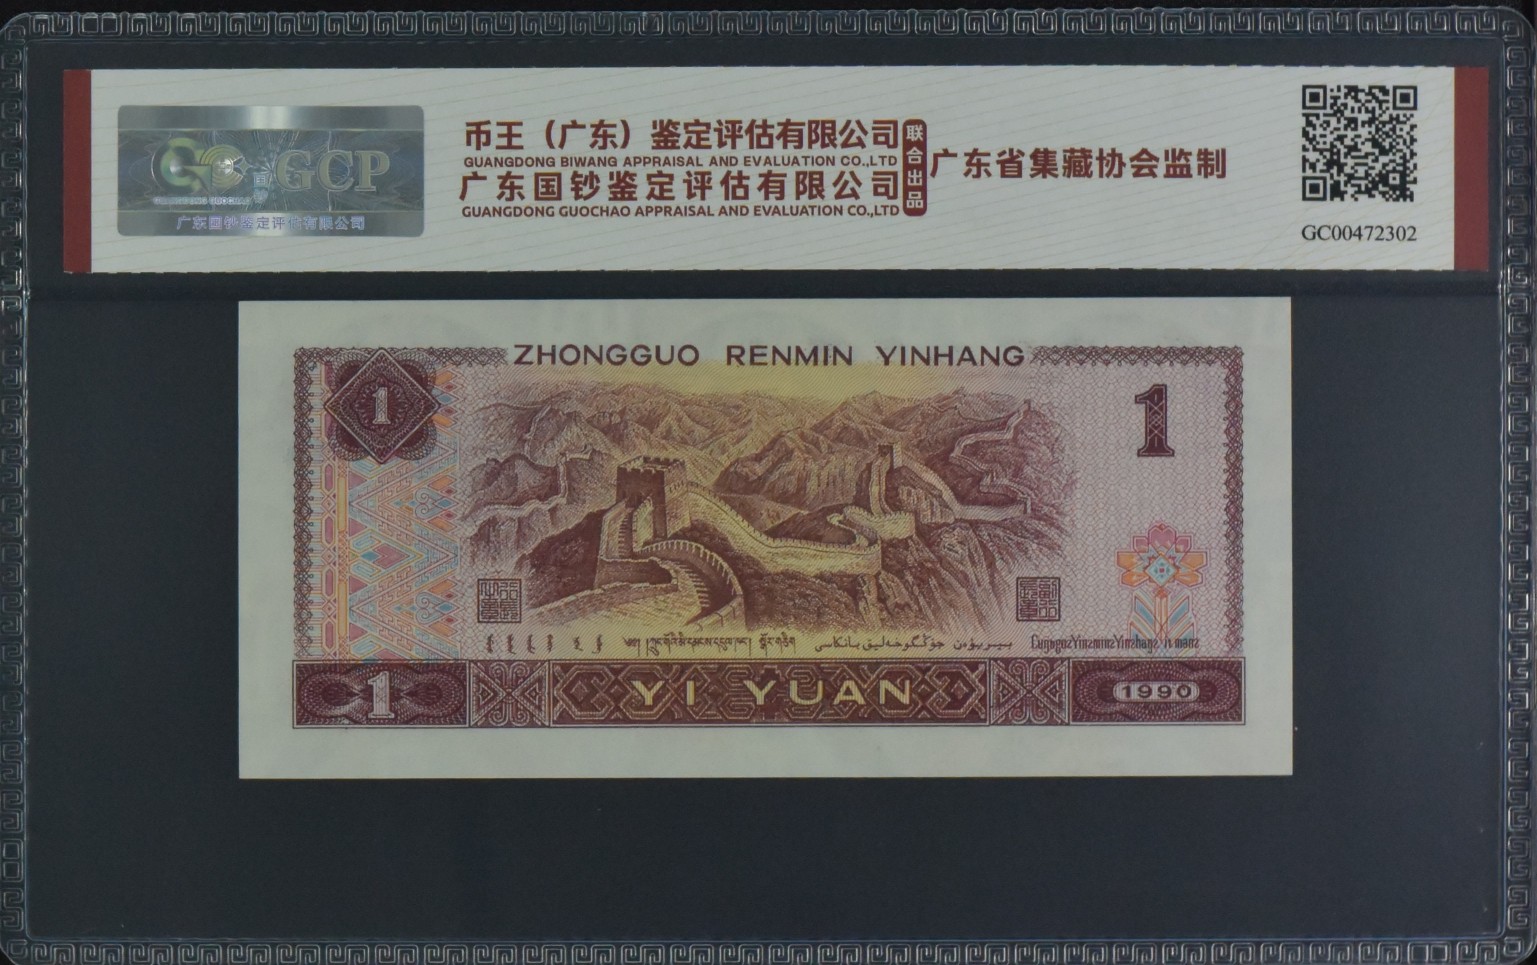 币王（广东）鉴定评估有限公司
GUANGDONG BIWANG APPRAISAL AND EVALUATION CO.,LTD
广东国钞鉴定评估有限公司
GUANGDONG GUOCHAO APPRAISAL AND EVALUATION CO.,LTD
联合出品
广东省集藏协会监制
GCP
广东国钞鉴定评估有限公司
GC00472302
ZHONGGUO RENMIN YINHANG
1
1
1
YI YUAN
1990